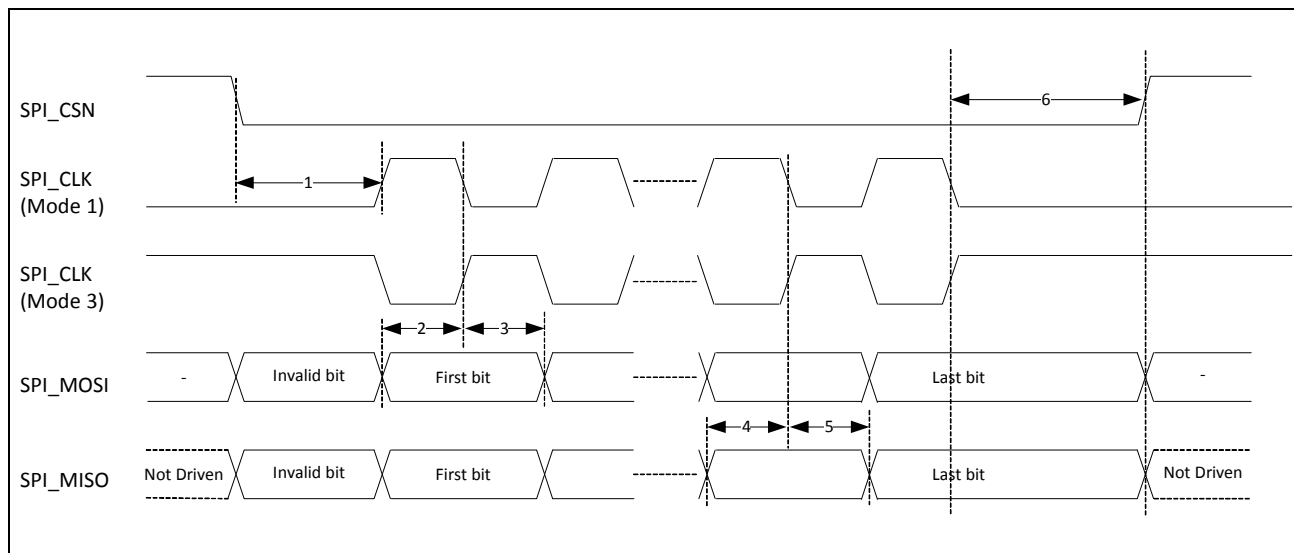 SPI_CSN
6
SPI_CLK
(Mode 1)
1
SPI_CLK
(Mode 3)
2
3
SPI_MOSI
-
Invalid bit
First bit
Last bit
-
4
5
SPI_MISO
Not Driven
Invalid bit
First bit
Last bit
Not Driven